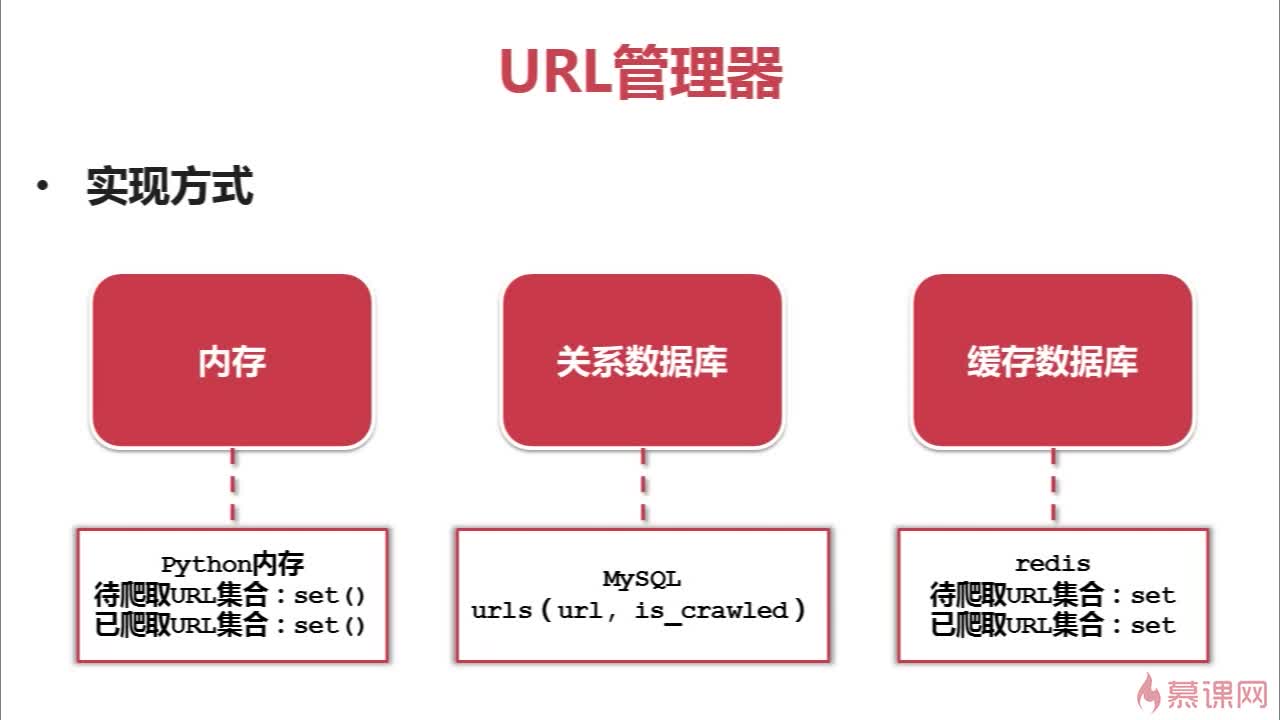 URL管理器
• 实现方式
内存
关系数据库
缓存数据库
Python内存
待爬取URL集合：set()
已爬取URL集合：set()
MySQL
urls(url, is_crawled)
redis
待爬取URL集合：set
已爬取URL集合：set
慕课网